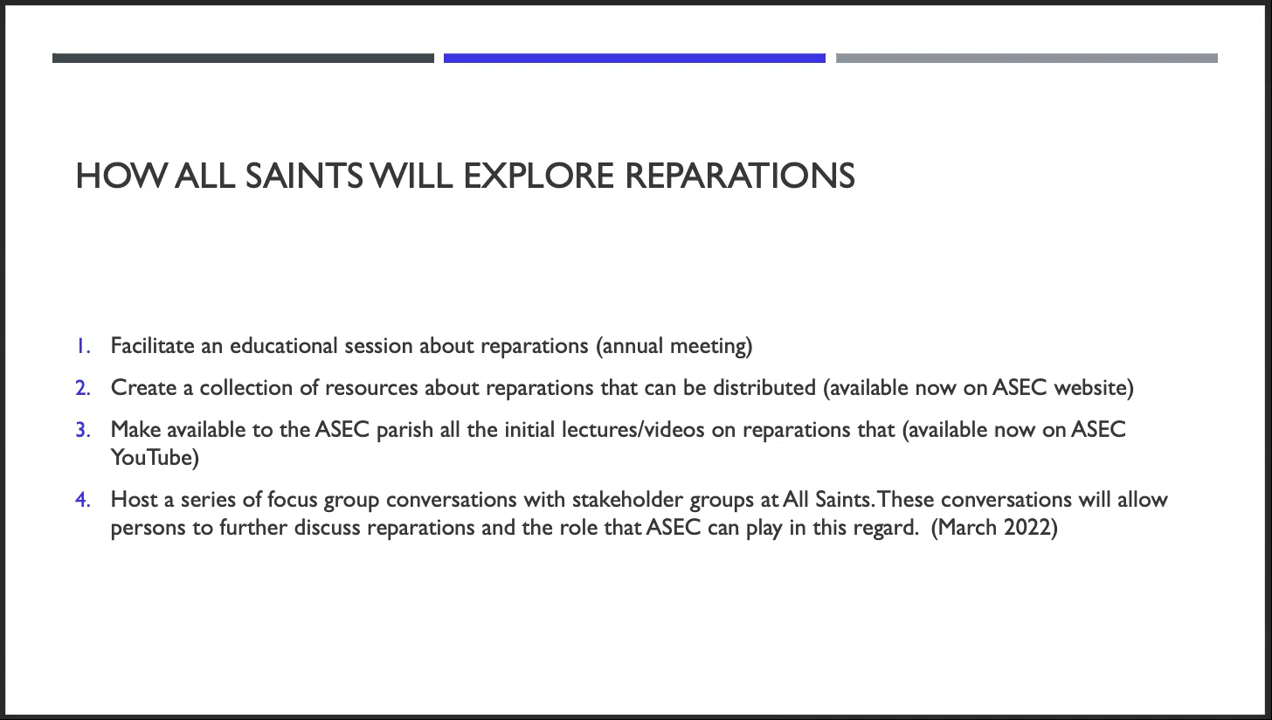 HOW ALL SAINTS WILL EXPLORE REPARATIONS
1. Facilitate an educational session about reparations (annual meeting)
2. Create a collection of resources about reparations that can be distributed (available now on ASEC website)
3. Make available to the ASEC parish all the initial lectures/videos on reparations that (available now on ASEC
YouTube)
4. Host a series of focus group conversations with stakeholder groups at All Saints. These conversations will allow
persons to further discuss reparations and the role that ASEC can play in this regard.  (March 2022)